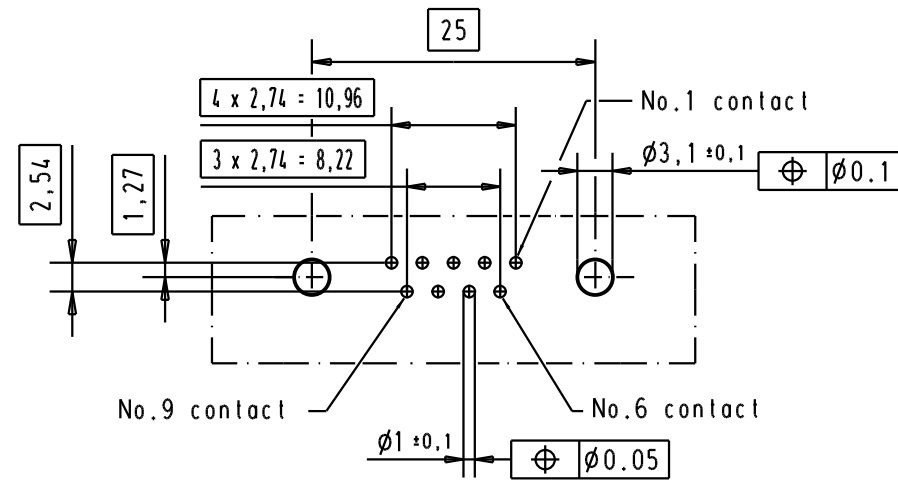 25
4 x 2,74 = 10,96
No.1 contact
3 x 2,74 = 8,22
Ø3,1 ±0,1
⌖ Ø0.1
2,54
1,27
No.9 contact
No.6 contact
Ø1 ±0,1
⌖ Ø0.05